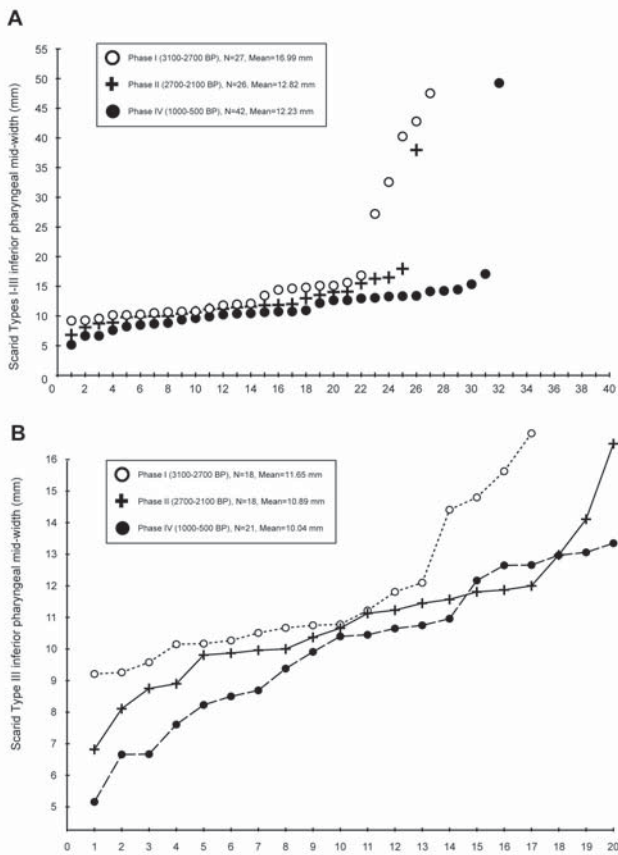 A
Scarid Types I-III inferior pharyngeal mid-width (mm)
55
50
45
40
35
30
25
20
15
10
5
0
Phase I (3100-2700 BP), N=27, Mean=16.99 mm
Phase II (2700-2100 BP), N=26, Mean=12.82 mm
Phase IV (1000-500 BP), N=42, Mean=12.23 mm
0 2 4 6 8 10 12 14 16 18 20 22 24 26 28 30 32 34 36 38 40
B
Scarid Type III inferior pharyngeal mid-width (mm)
16
15
14
13
12
11
10
9
8
7
6
5
Phase I (3100-2700 BP), N=18, Mean=11.65 mm
Phase II (2700-2100 BP), N=18, Mean=10.89 mm
Phase IV (1000-500 BP), N=21, Mean=10.04 mm
0 1 2 3 4 5 6 7 8 9 10 11 12 13 14 15 16 17 18 19 20